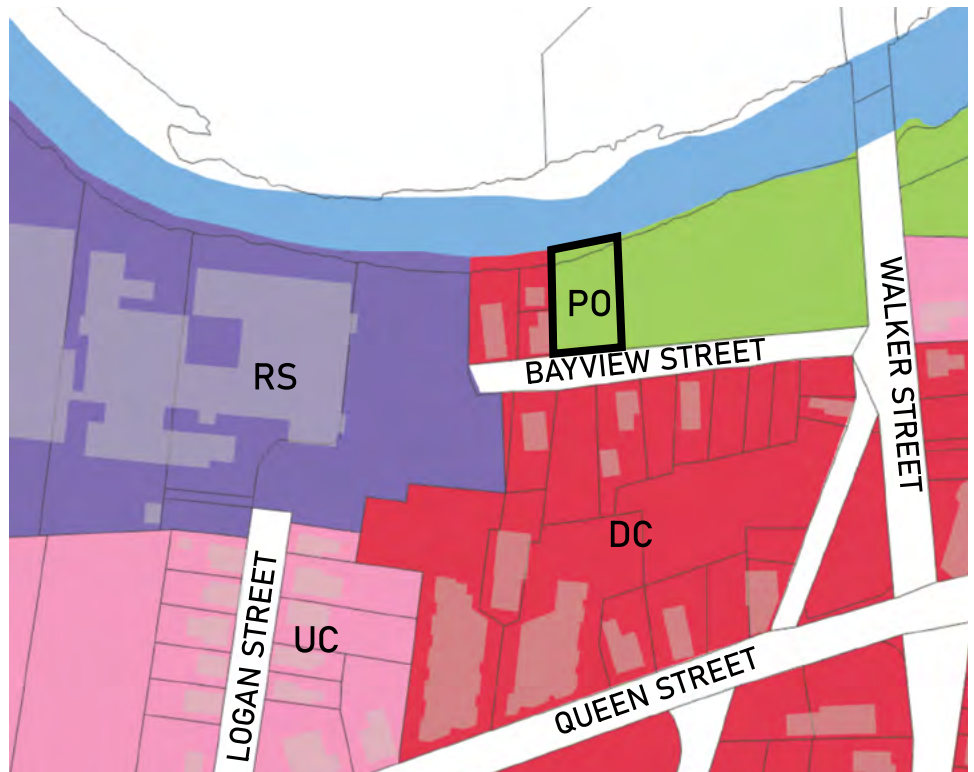 PO
WALKER STREET
BAYVIEW STREET
RS
DC
LOGAN STREET
UC
QUEEN STREET